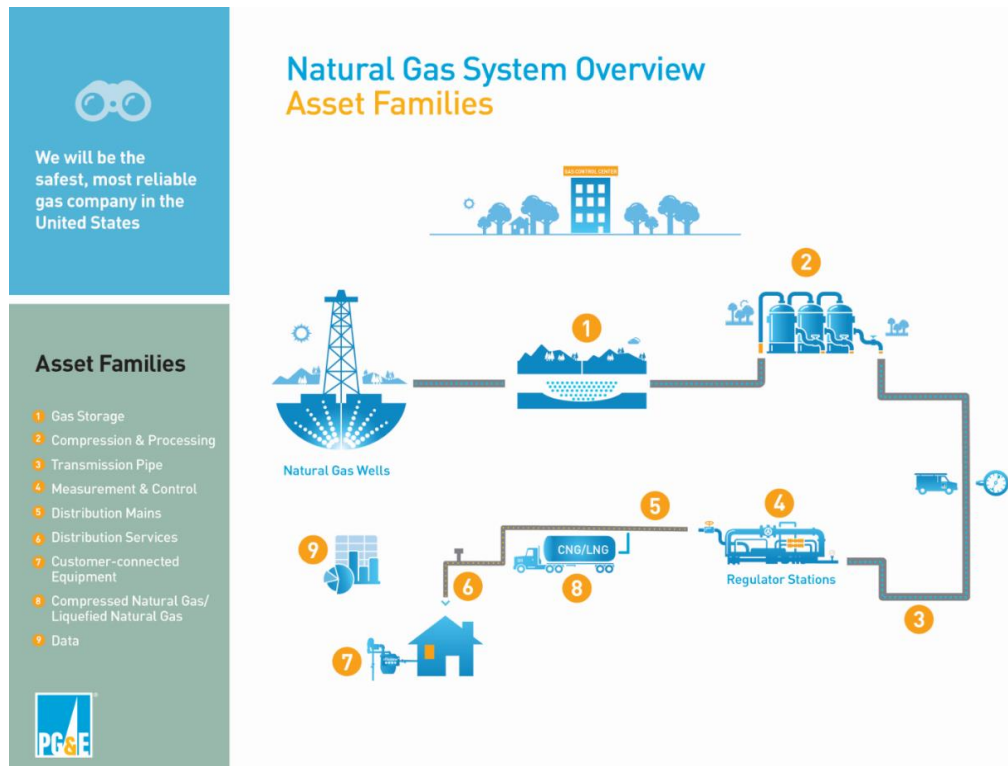 We will be the
safest, most reliable
gas company in the
United States
Asset Families
1 Gas Storage
2 Compression & Processing
3 Transmission Pipe
4 Measurement & Control
5 Distribution Mains
6 Distribution Services
7 Customer-connected
Equipment
8 Compressed Natural Gas/
Liquefied Natural Gas
9 Data
PG&E
Natural Gas System Overview
Asset Families
GAS CONTROL CENTER
2
1
Natural Gas Wells
5
4
9
CNG/LNG
6
8
Regulator Stations
3
7